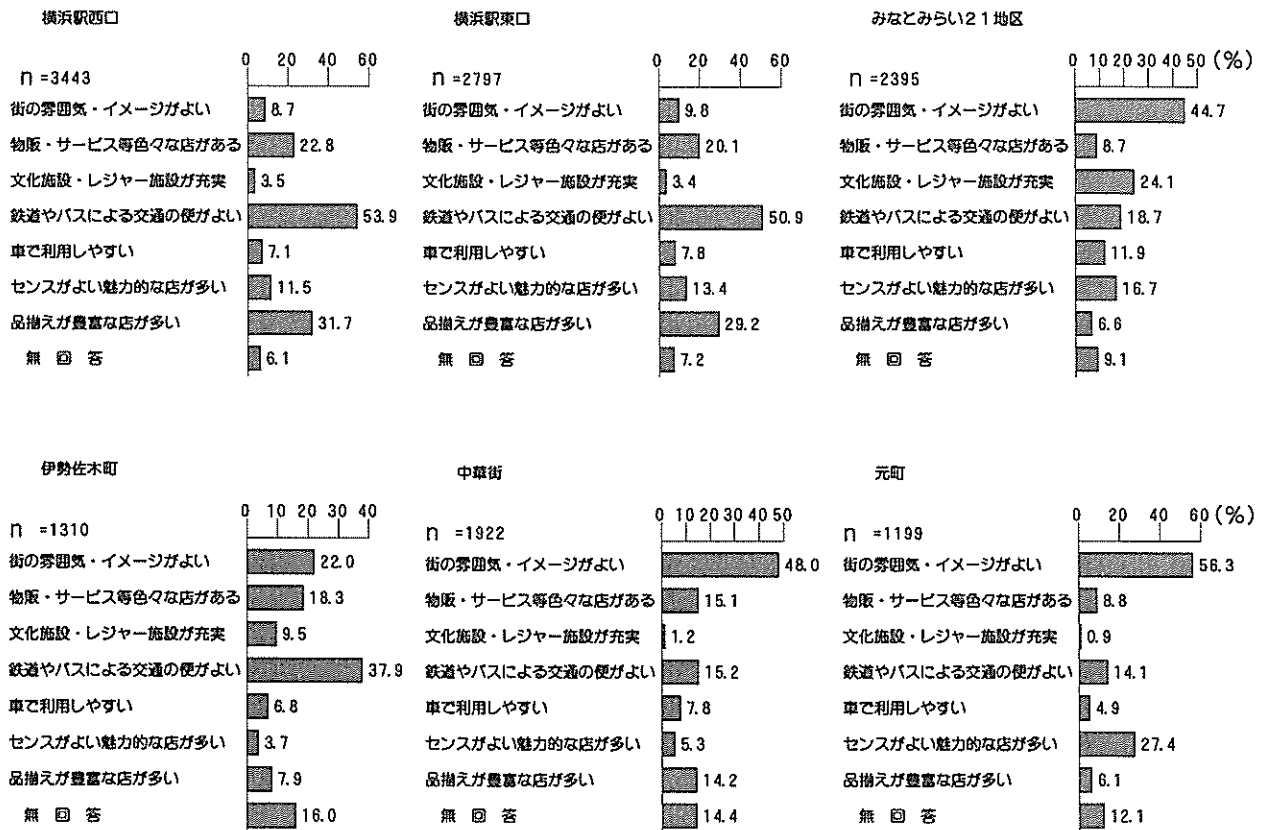 横浜駅西口
n =3443
0 20 40 60
街の雰囲気・イメージがよい 8.7
物販・サービス等色々な店がある 22.8
文化施設・レジャー施設が充実 3.5
鉄道やバスによる交通の便がよい 53.9
車で利用しやすい 7.1
センスがよい魅力的な店が多い 11.5
品揃えが豊富な店が多い 31.7
無 回 答 6.1
横浜駅東口
n =2797
0 20 40 60
街の雰囲気・イメージがよい 9.8
物販・サービス等色々な店がある 20.1
文化施設・レジャー施設が充実 3.4
鉄道やバスによる交通の便がよい 50.9
車で利用しやすい 7.8
センスがよい魅力的な店が多い 13.4
品揃えが豊富な店が多い 29.2
無 回 答 7.2
みなとみらい21地区
n =2395
0 10 20 30 40 50 (%)
街の雰囲気・イメージがよい 44.7
物販・サービス等色々な店がある 8.7
文化施設・レジャー施設が充実 24.1
鉄道やバスによる交通の便がよい 18.7
車で利用しやすい 11.9
センスがよい魅力的な店が多い 16.7
品揃えが豊富な店が多い 6.6
無 回 答 9.1
伊勢佐木町
n =1310
0 10 20 30 40
街の雰囲気・イメージがよい 22.0
物販・サービス等色々な店がある 18.3
文化施設・レジャー施設が充実 9.5
鉄道やバスによる交通の便がよい 37.9
車で利用しやすい 6.8
センスがよい魅力的な店が多い 3.7
品揃えが豊富な店が多い 7.9
無 回 答 16.0
中華街
n =1922
0 10 20 30 40 50
街の雰囲気・イメージがよい 48.0
物販・サービス等色々な店がある 15.1
文化施設・レジャー施設が充実 1.2
鉄道やバスによる交通の便がよい 15.2
車で利用しやすい 7.8
センスがよい魅力的な店が多い 5.3
品揃えが豊富な店が多い 14.2
無 回 答 14.4
元町
n =1199
0 20 40 60 (%)
街の雰囲気・イメージがよい 56.3
物販・サービス等色々な店がある 8.8
文化施設・レジャー施設が充実 0.9
鉄道やバスによる交通の便がよい 14.1
車で利用しやすい 4.9
センスがよい魅力的な店が多い 27.4
品揃えが豊富な店が多い 6.1
無 回 答 12.1